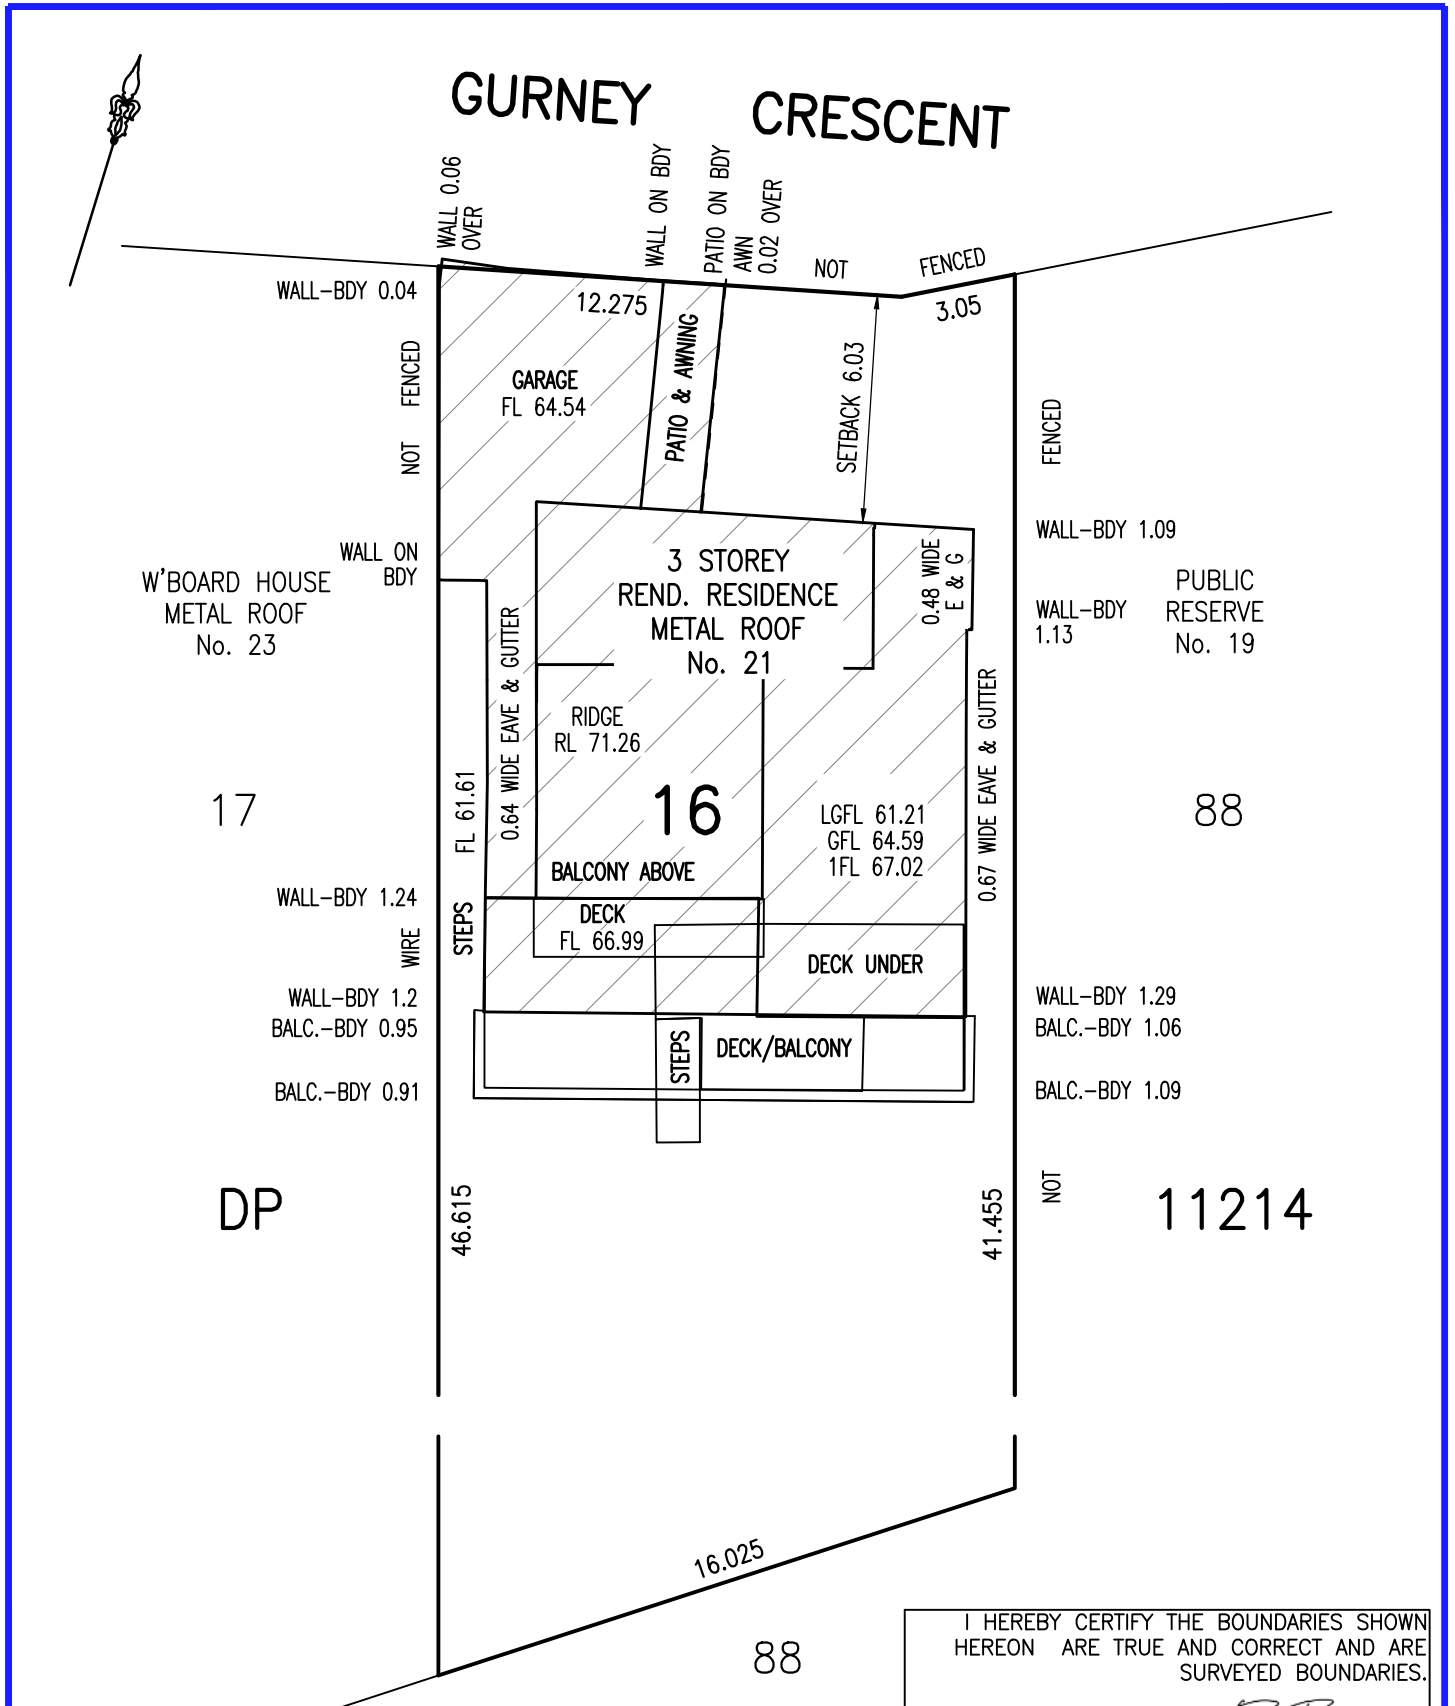 GURNEY CRESCENT
WALL 0.06
OVER
WALL ON BDY
PATIO ON BDY
AWN
0.02 OVER
NOT
FENCED
WALL-BDY 0.04
12.275
3.05
NOT FENCED
GARAGE
FL 64.54
PATIO & AWNING
SETBACK 6.03
FENCED
WALL ON
BDY
W'BOARD HOUSE
METAL ROOF
No. 23
3 STOREY
REND. RESIDENCE
METAL ROOF
No. 21
0.48 WIDE
E & G
WALL-BDY 1.09
WALL-BDY
1.13
PUBLIC
RESERVE
No. 19
0.64 WIDE EAVE & GUTTER
RIDGE
RL 71.26
0.67 WIDE EAVE & GUTTER
17
FL 61.61
16
LGFL 61.21
GFL 64.59
1FL 67.02
88
BALCONY ABOVE
WALL-BDY 1.24
STEPS
DECK
FL 66.99
WIRE
DECK UNDER
WALL-BDY 1.2
BALC.-BDY 0.95
WALL-BDY 1.29
BALC.-BDY 1.06
STEPS
DECK/BALCONY
BALC.-BDY 0.91
BALC.-BDY 1.09
NOT
DP
46.615
41.455
11214
16.025
88
I HEREBY CERTIFY THE BOUNDARIES SHOWN
HEREON ARE TRUE AND CORRECT AND ARE
SURVEYED BOUNDARIES.